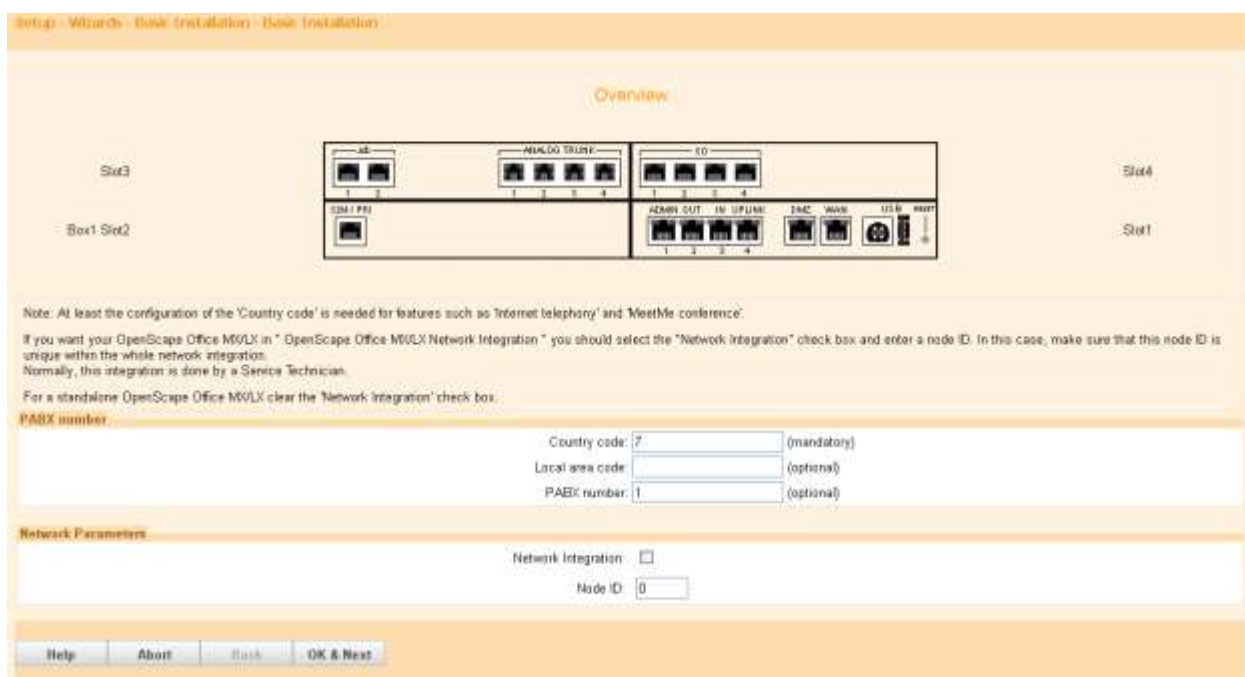 Setup - Wizards - Basic Installation - Basic Installation
Overview
Slot3
a/b
ANALOG TRUNK
S0
Slot4
1 2
1 2 3 4
1 2 3 4
Box1 Slot2
S2M / PRI
ADMIN OUT IN UPLINK
DMZ
WAN
USB
Slot1
1 2 3 4
Note: At least the configuration of the 'Country code' is needed for features such as 'Internet telephony' and 'MeetMe conference'.
If you want your OpenScape Office MX/LX in " OpenScape Office MX/LX Network Integration " you should select the "Network Integration" check box and enter a node ID. In this case, make sure that this node ID is
unique within the whole network integration.
Normally, this integration is done by a Service Technician.
For a standalone OpenScape Office MX/LX clear the 'Network Integration' check box.
PABX number
Country code: 7 (mandatory)
Local area code: (optional)
PABX number: 1 (optional)
Network Parameters
Network Integration:
Node ID: 0
Help Abort Back OK & Next